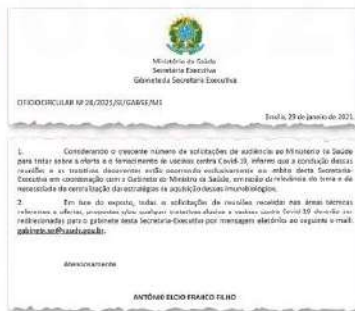 Ministério da Saúde
Secretaria Executiva
Gabinete da Secretaria Executiva
OFÍCIO CIRCULAR Nº 28/2021/SE/GAB/SE/MS
Brasília, 29 de janeiro de 2021.
1. Considerando o crescente número de solicitações de audiência ao Ministério da Saúde
para tratar sobre a oferta e o fornecimento de vacinas contra Covid-19, informo que a condução dessas
reuniões e as tratativas decorrentes estão ocorrendo exclusivamente no âmbito desta Secretaria-
Executiva em coordenação com o Gabinete do Ministro da Saúde, em razão da relevância do tema e da
necessidade de centralização das estratégias de aquisição desses imunobiológicos.
2. Em face do exposto, todas as solicitações de reuniões recebidas nas áreas técnicas
referentes a ofertas, propostas e/ou quaisquer tratativas ligadas a vacinas contra Covid-19 deverão ser
redirecionadas para o gabinete desta Secretaria-Executiva por mensagem eletrônica ao seguinte e-mail:
gabinete.se@saude.gov.br.
Atenciosamente
ANTÔNIO ELCIO FRANCO FILHO